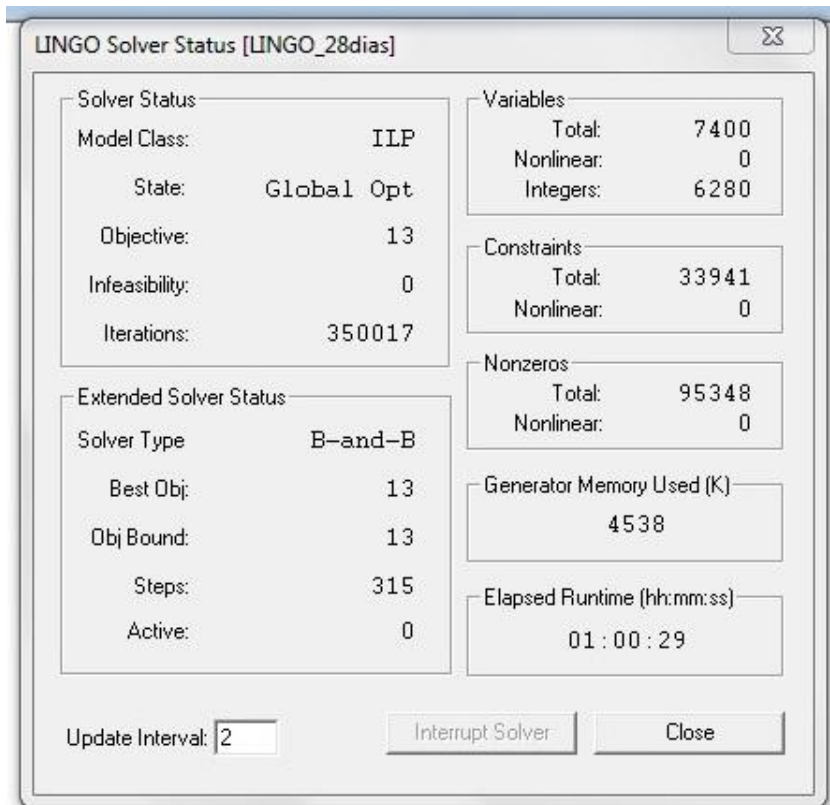 LINGO Solver Status [LINGO_28dias]
Solver Status
Model Class: ILP
State: Global Opt
Objective: 13
Infeasibility: 0
Iterations: 350017
Extended Solver Status
Solver Type B-and-B
Best Obj: 13
Obj Bound: 13
Steps: 315
Active: 0
Variables
Total: 7400
Nonlinear: 0
Integers: 6280
Constraints
Total: 33941
Nonlinear: 0
Nonzeros
Total: 95348
Nonlinear: 0
Generator Memory Used (K)
4538
Elapsed Runtime (hh:mm:ss)
01:00:29
Update Interval: 2
Interrupt Solver
Close